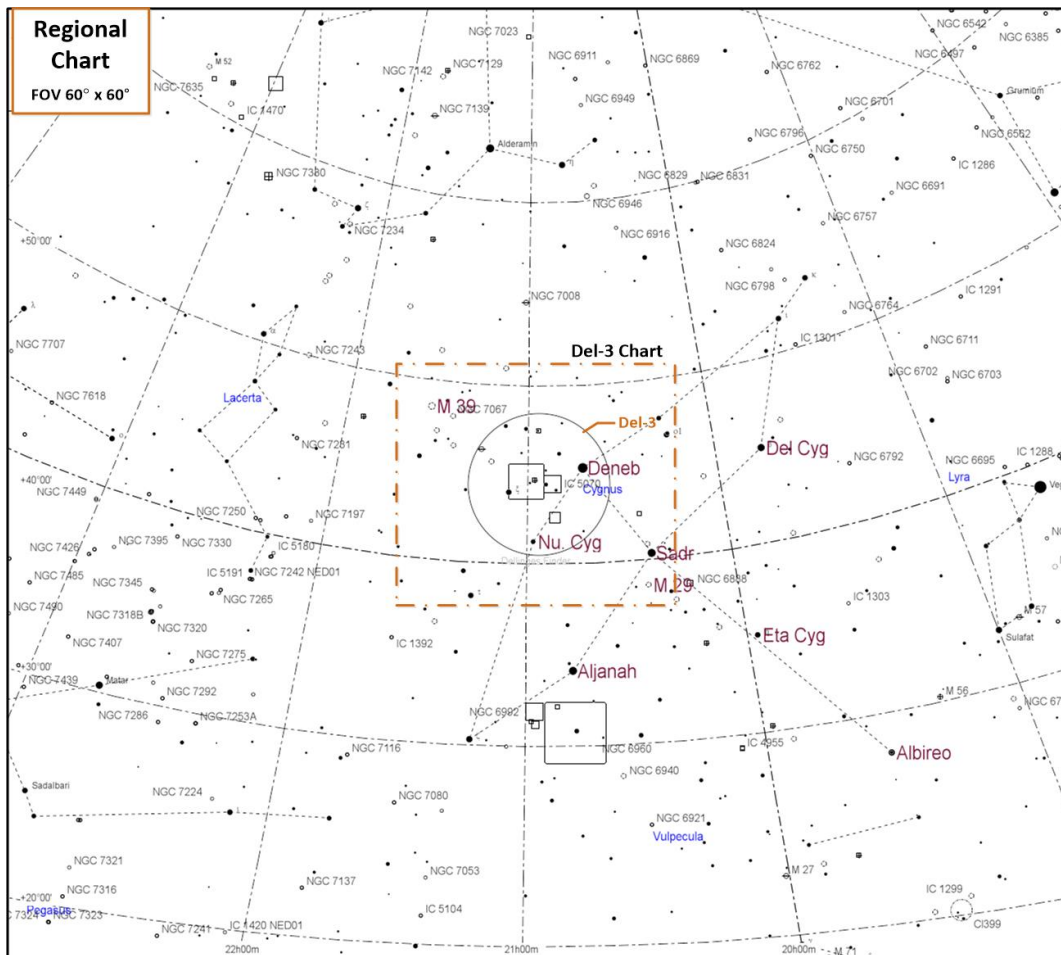 Regional
Chart
FOV 60° x 60°
NGC 6542
NGC 6385
NGC 7023
NGC 6911
NGC 6869
NGC 6497
M 52
NGC 7142
NGC 7129
NGC 6762
NGC 7635
Grumium
NGC 6949
NGC 6701
IC 1470
NGC 7139
NGC 6796
NGC 6552
Alderamin
NGC 6750
η
IC 1286
NGC 7380
NGC 6829
NGC 6831
NGC 6691
ζ
NGC 6946
NGC 6757
NGC 7234
NGC 6916
+50°00'
NGC 6824
κ
NGC 6798
NGC 7008
IC 1291
λ
NGC 6764
ι
NGC 7243
IC 1301
NGC 6711
NGC 7707
Del-3 Chart
NGC 6702
NGC 6703
NGC 7618
Lacerta
M 39
NGC 7067
Del-3
NGC 7281
Del Cyg
NGC 6792
NGC 6695
IC 1288
Deneb
Lyra
Cygnus
IC 5070
+40°00'
NGC 7449
NGC 7250
NGC 7197
NGC 7426
NGC 7395
NGC 7330
Nu. Cyg
Sadr
IC 5180
NGC 7485
IC 5191
NGC 7242 NED01
M 29
NGC 6888
NGC 7345
NGC 7265
NGC 7490
NGC 7318B
IC 1303
M 57
NGC 7320
NGC 7407
IC 1392
Eta Cyg
Sulafat
NGC 7275
+30°00'
Aljanah
NGC 7439
Matar
NGC 7292
M 56
NGC 7286
NGC 7253A
NGC 6992
NGC 6960
IC 4955
NGC 7116
Albireo
NGC 6940
Sadalbari
NGC 7224
NGC 7080
NGC 6921
Vulpecula
NGC 7321
NGC 7053
M 27
NGC 7137
NGC 7316
IC 1299
+20°00'
Pegasus
NGC 7323
IC 5104
Cl399
NGC 7241
IC 1420 NED01
22h00m
21h00m
20h00m
M 71